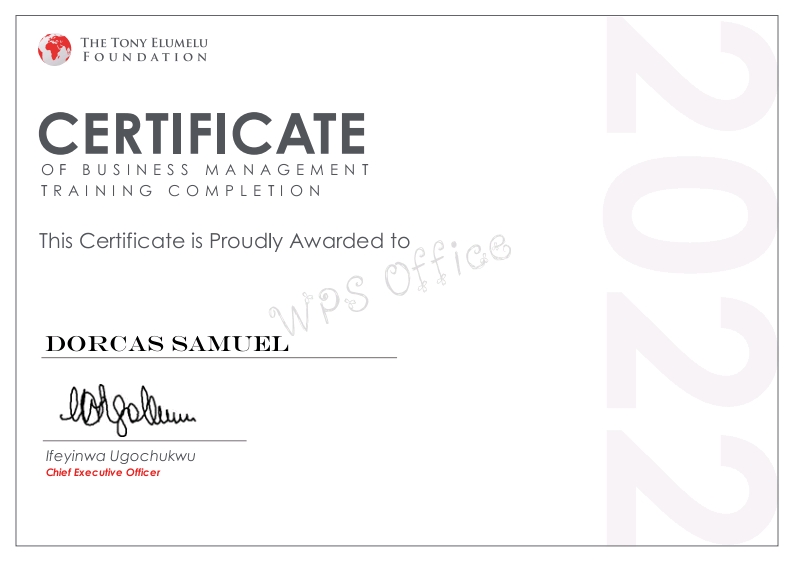 THE TONY ELUMELU
FOUNDATION
CERTIFICATE
OF BUSINESS MANAGEMENT
TRAINING COMPLETION
This Certificate is Proudly Awarded to
WPS Office
DORCAS SAMUEL
Ifeyinwa Ugochukwu
Chief Executive Officer
2022